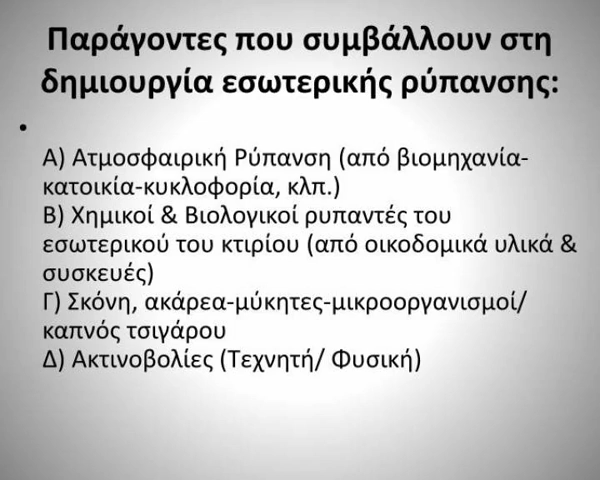 Παράγοντες που συμβάλλουν στη
δημιουργία εσωτερικής ρύπανσης:
•
Α) Ατμοσφαιρική Ρύπανση (από βιομηχανία-
κατοικία-κυκλοφορία, κλπ.)
Β) Χημικοί & Βιολογικοί ρυπαντές του
εσωτερικού του κτιρίου (από οικοδομικά υλικά &
συσκευές)
Γ) Σκόνη, ακάρεα-μύκητες-μικροοργανισμοί/
καπνός τσιγάρου
Δ) Ακτινοβολίες (Τεχνητή/ Φυσική)